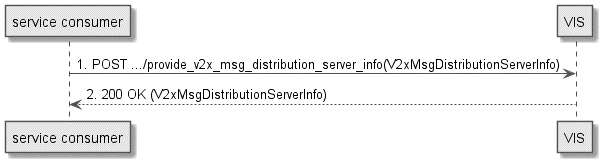 service consumer
VIS
1. POST .../provide_v2x_msg_distribution_server_info(V2xMsgDistributionServerInfo)
2. 200 OK (V2xMsgDistributionServerInfo)
service consumer
VIS